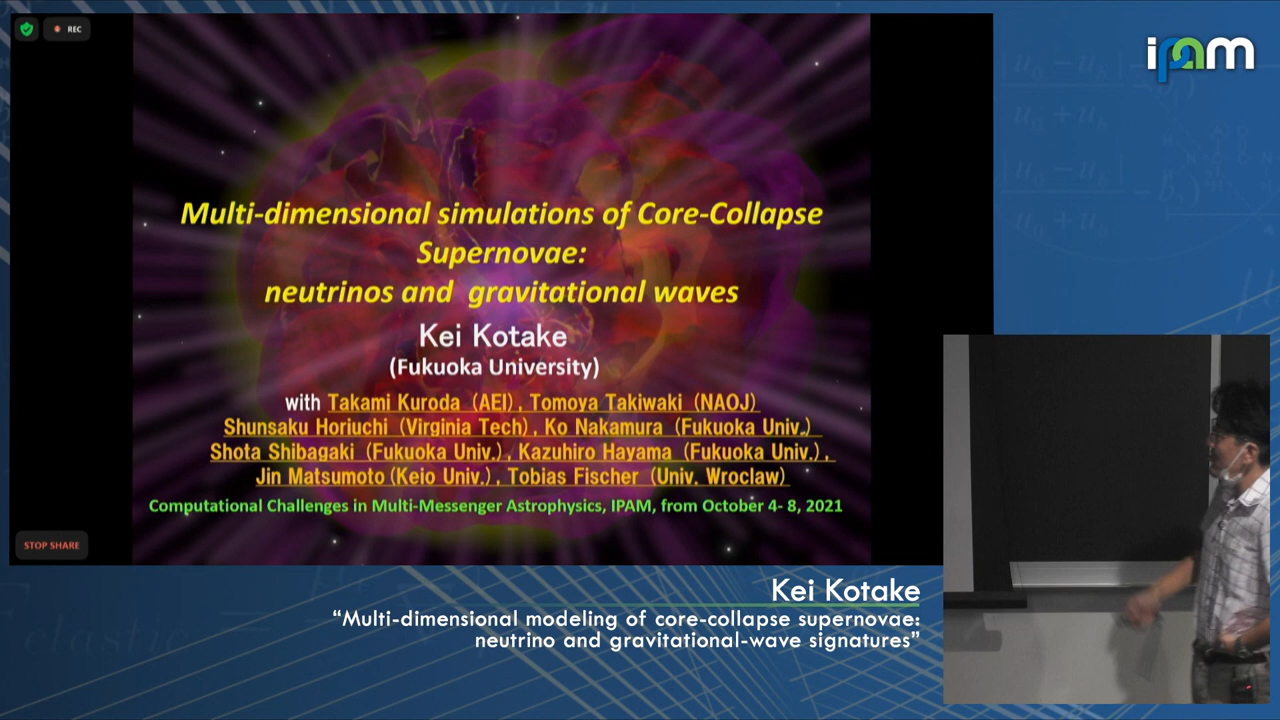 REC
ipam
Multi-dimensional simulations of Core-Collapse
Supernovae:
neutrinos and gravitational waves
Kei Kotake
(Fukuoka University)
with Takami Kuroda (AEI), Tomoya Takiwaki (NAOJ)
Shunsaku Horiuchi (Virginia Tech), Ko Nakamura (Fukuoka Univ.)
Shota Shibagaki (Fukuoka Univ.), Kazuhiro Hayama (Fukuoka Univ.),
Jin Matsumoto (Keio Univ.), Tobias Fischer (Univ. Wroclaw)
Computational Challenges in Multi-Messenger Astrophysics, IPAM, from October 4- 8, 2021
STOP SHARE
Kei Kotake
“Multi-dimensional modeling of core-collapse supernovae:
neutrino and gravitational-wave signatures”
elastic